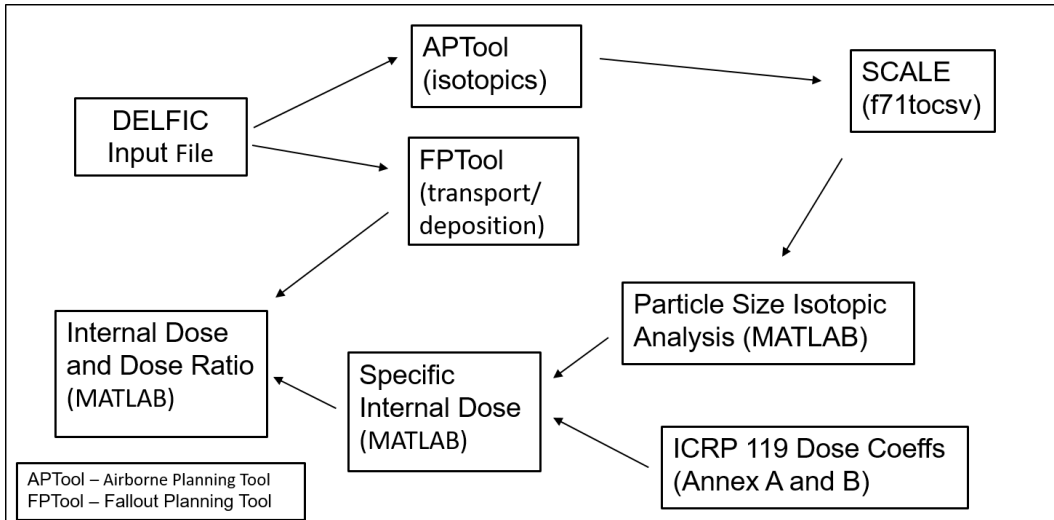 DELFIC
Input File
APTool
(isotopics)
SCALE
(f71tocsv)
FPTool
(transport/
deposition)
Particle Size Isotopic
Analysis (MATLAB)
Internal Dose
and Dose Ratio
(MATLAB)
Specific
Internal Dose
(MATLAB)
ICRP 119 Dose Coeffs
(Annex A and B)
APTool – Airborne Planning Tool
FPTool – Fallout Planning Tool